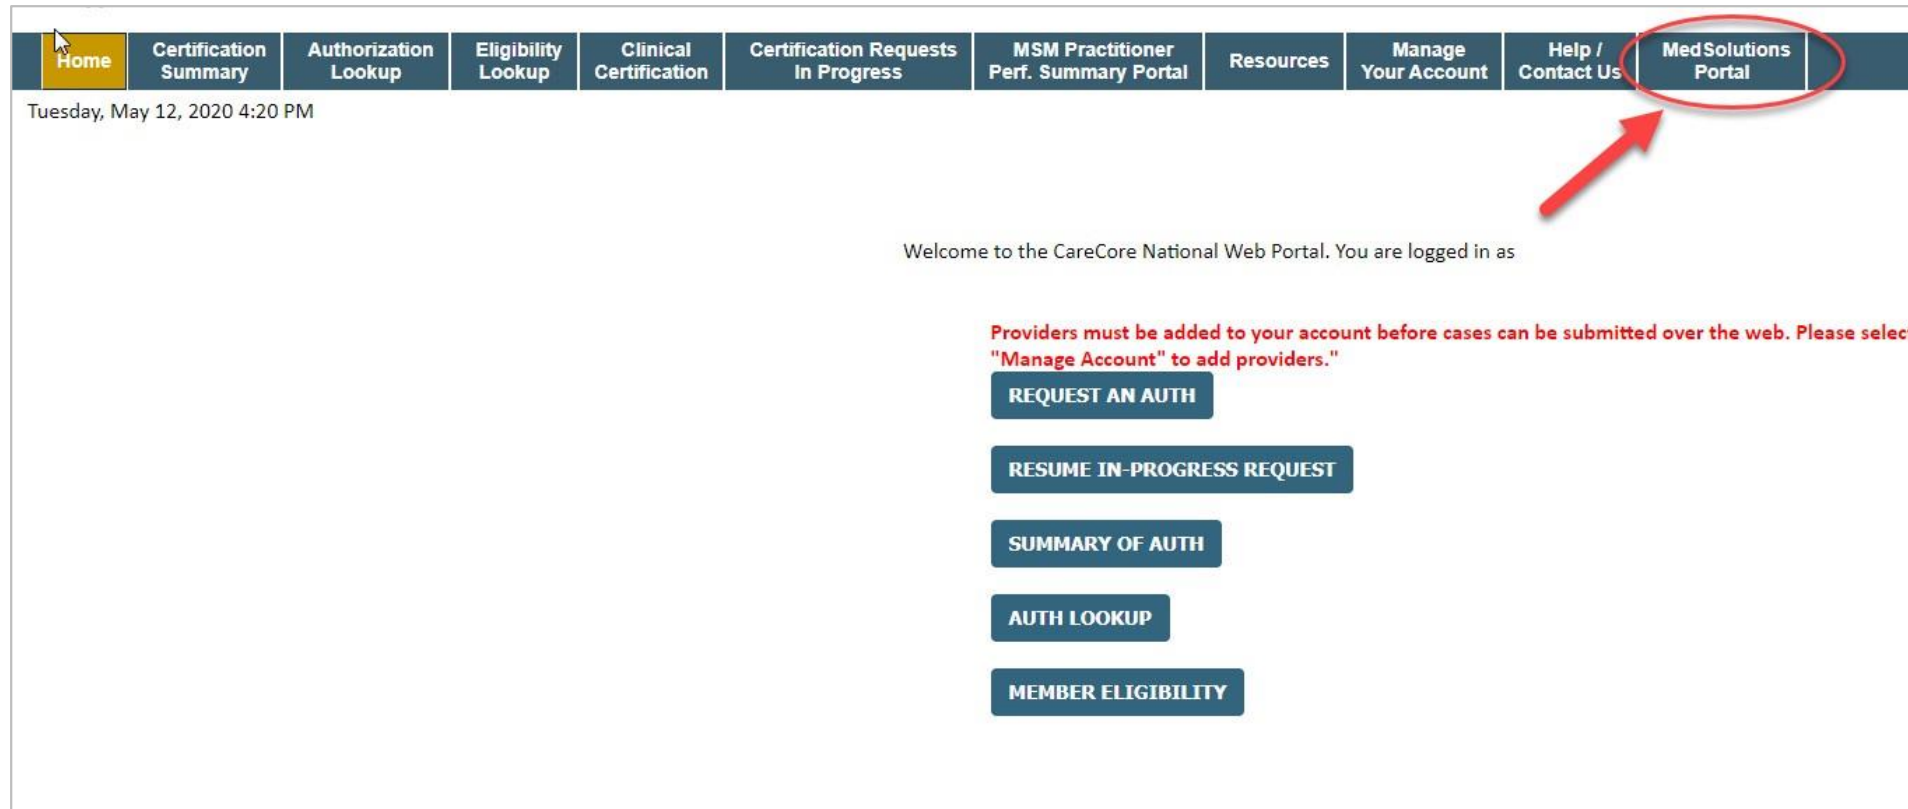 Home
Certification
Summary
Authorization
Lookup
Eligibility
Lookup
Clinical
Certification
Certification Requests
In Progress
MSM Practitioner
Perf. Summary Portal
Resources
Manage
Your Account
Help /
Contact Us
MedSolutions
Portal
Tuesday, May 12, 2020 4:20 PM
Welcome to the CareCore National Web Portal. You are logged in as
Providers must be added to your account before cases can be submitted over the web. Please selec
"Manage Account" to add providers."
REQUEST AN AUTH
RESUME IN-PROGRESS REQUEST
SUMMARY OF AUTH
AUTH LOOKUP
MEMBER ELIGIBILITY